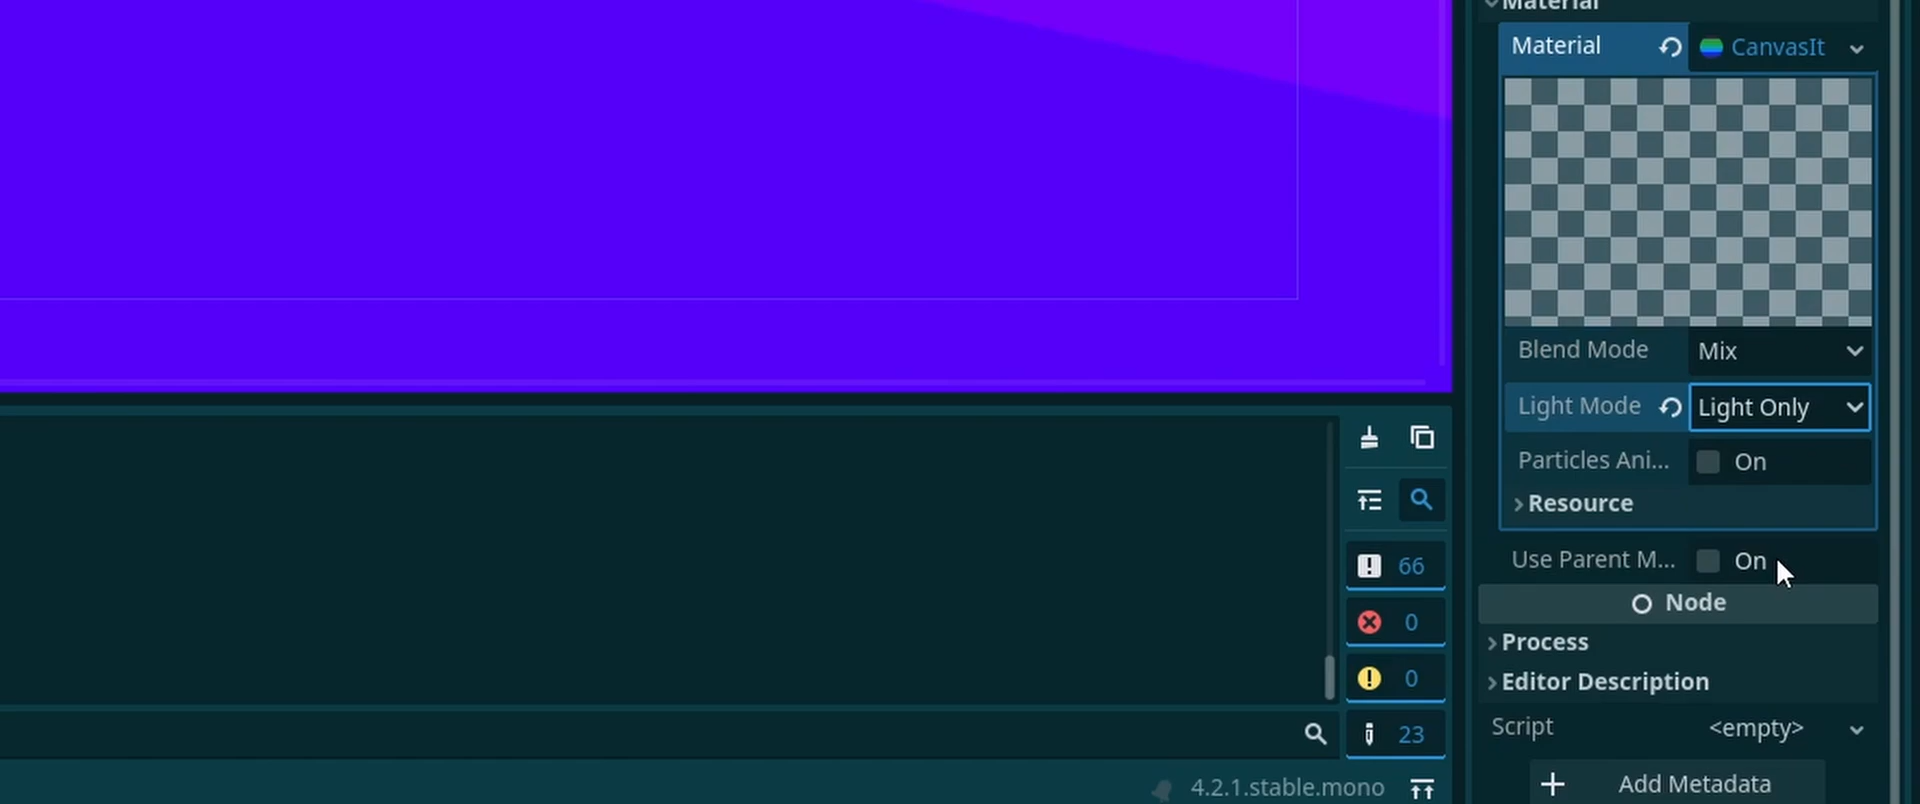 Material
Material CanvasIt
Blend Mode Mix
Light Mode Light Only
Particles Ani... On
Resource
Use Parent M... On
Node
Process
Editor Description
Script <empty>
Add Metadata
66
0
0
23
4.2.1.stable.mono